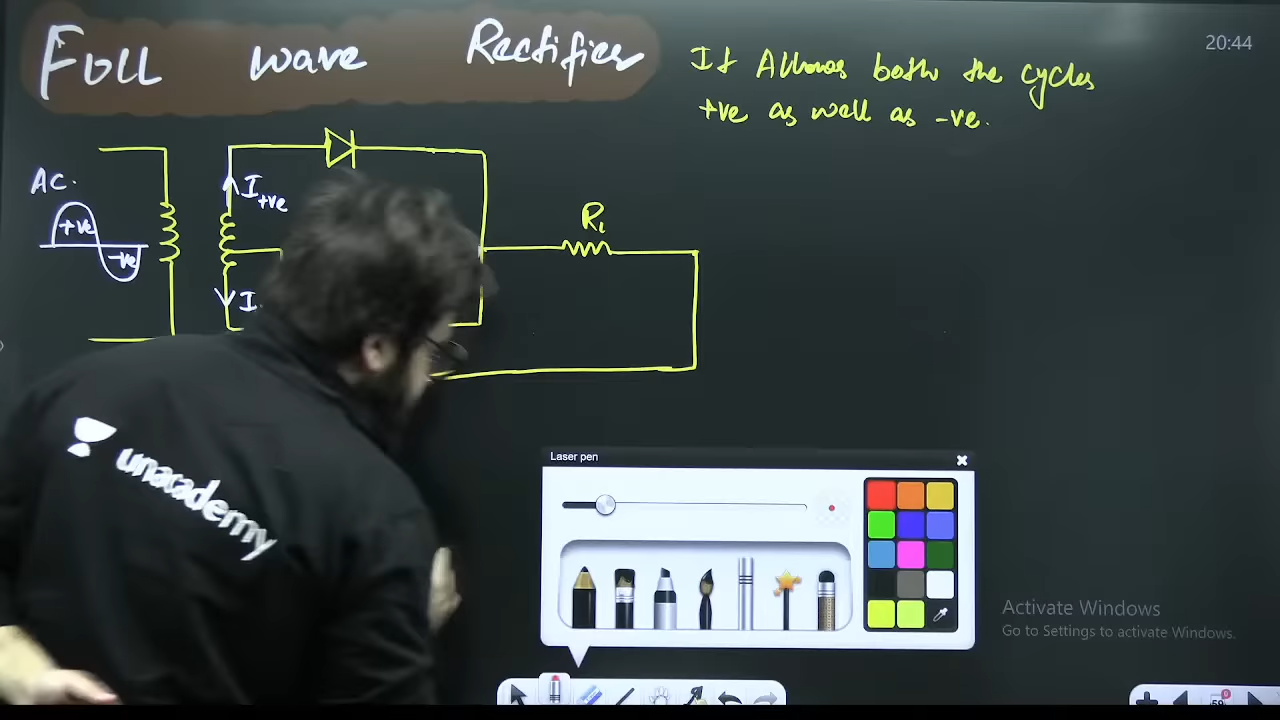 Full wave Rectifier
It Allows both the cycles
+ve as well as -ve.
20:44
AC.
+ve
-ve
I+ve
I
R1
unacademy
Laser pen
Activate Windows
Go to Settings to activate Windows.